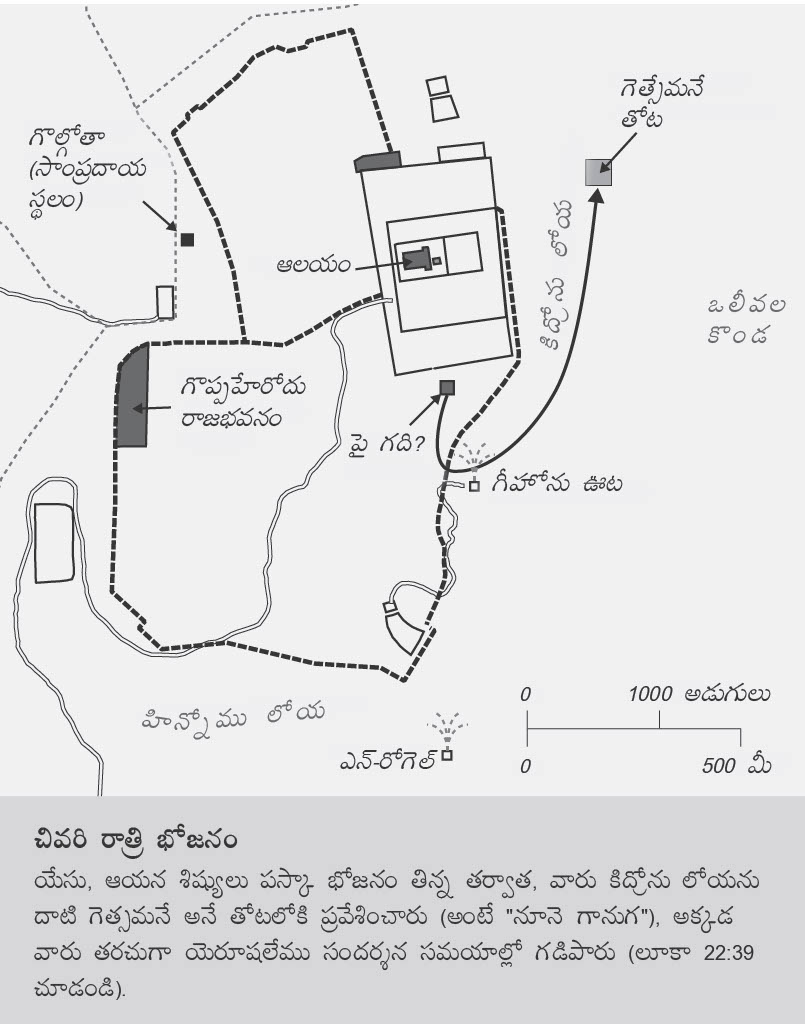 గెత్సేమనే
తోట
గొల్గోతా
(సాంప్రదాయ
స్థలం)
కిద్రోను లోయ
ఆలయం
ఒలీవల
కొండ
గొప్పహేరోదు
రాజభవనం
పై గది?
గీహోను ఊట
హిన్నోము లోయ
ఎన్-రోగెల్
0 1000 అడుగులు
0 500 మీ
చివరి రాత్రి భోజనం
యేసు, ఆయన శిష్యులు పస్కా భోజనం తిన్న తర్వాత, వారు కిద్రోను లోయను
దాటి గెత్సమనే అనే తోటలోకి ప్రవేశించారు (అంటే "నూనె గానుగ"), అక్కడ
వారు తరచుగా యెరూషలేము సందర్శన సమయాల్లో గడిపారు (లూకా 22:39
చూడండి).